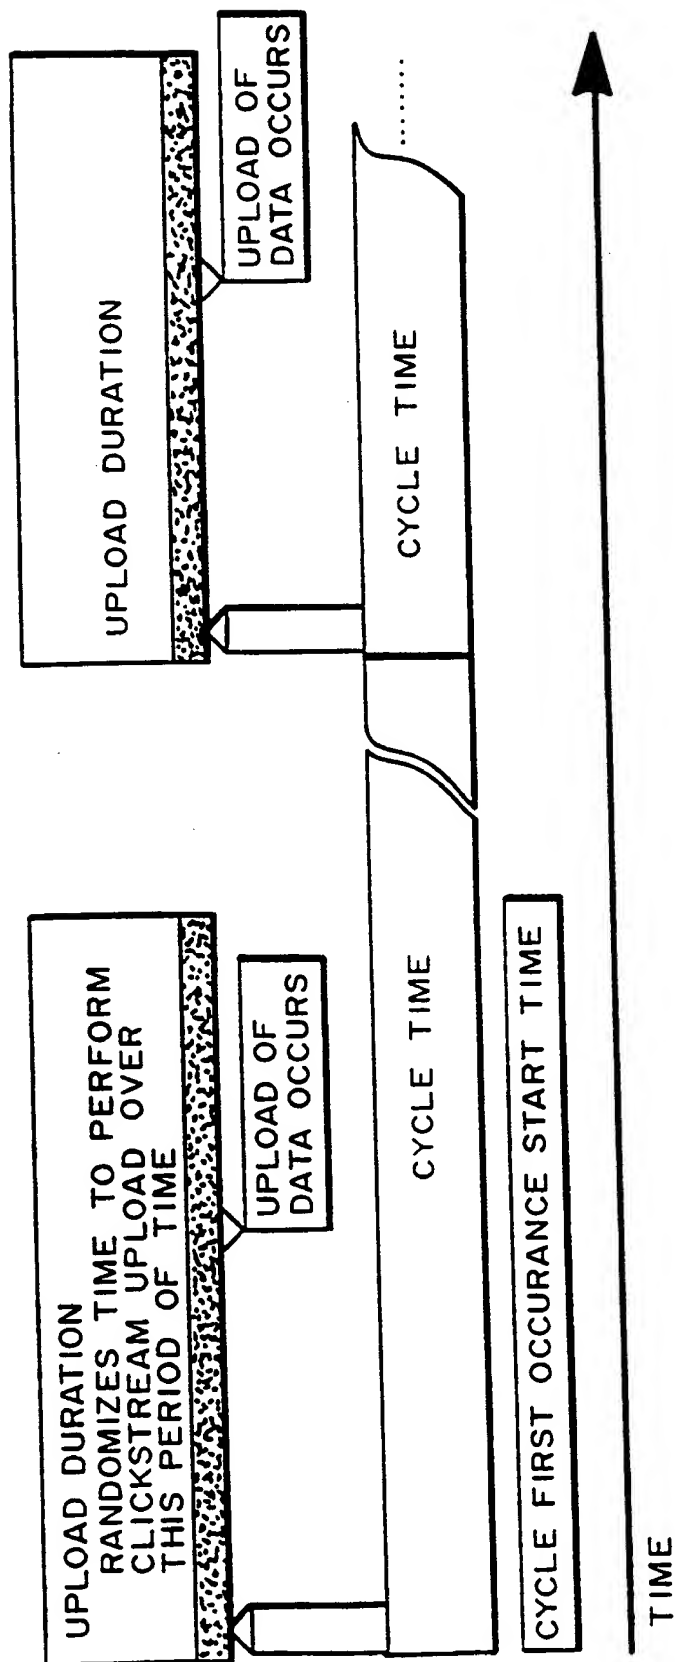 UPLOAD DURATION
RANDOMIZES TIME TO PERFORM
CLICKSTREAM UPLOAD OVER
THIS PERIOD OF TIME
UPLOAD OF
DATA OCCURS
UPLOAD DURATION
UPLOAD OF
DATA OCCURS
CYCLE TIME
CYCLE TIME
........
CYCLE FIRST OCCURANCE START TIME
TIME